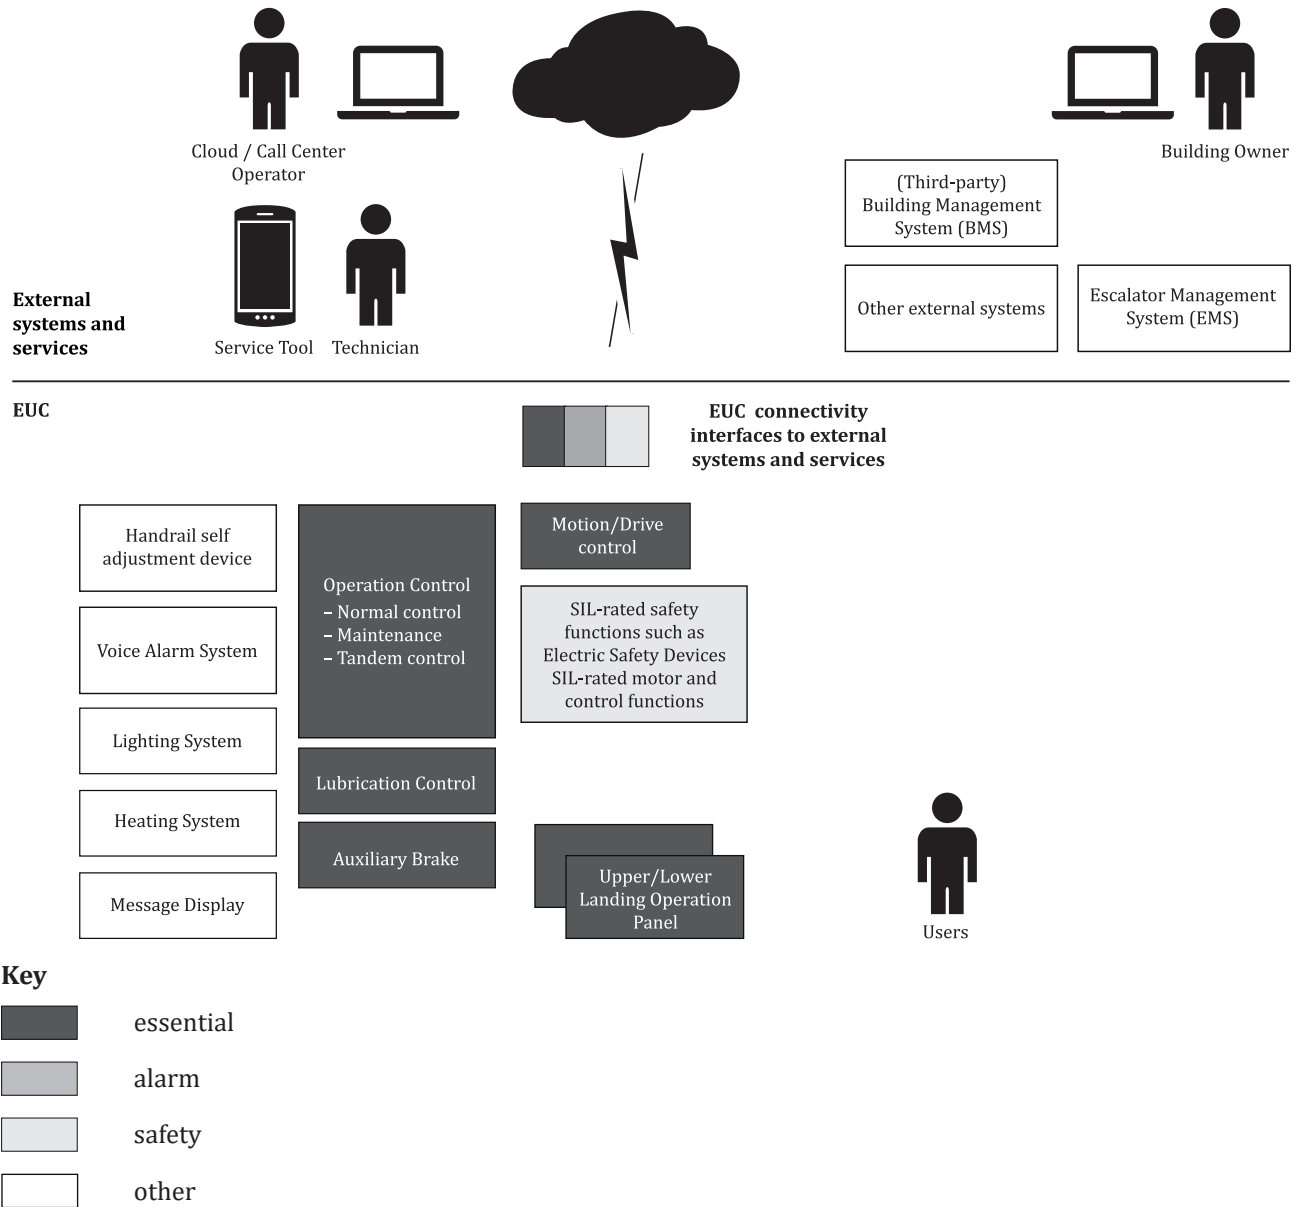 Cloud / Call Center
Operator
Building Owner
(Third-party)
Building Management
System (BMS)
External
systems and
services
Service Tool
Technician
Other external systems
Escalator Management
System (EMS)
EUC
EUC connectivity
interfaces to external
systems and services
Handrail self
adjustment device
Voice Alarm System
Lighting System
Heating System
Message Display
Operation Control
– Normal control
– Maintenance
– Tandem control
Lubrication Control
Auxiliary Brake
Motion/Drive
control
SIL-rated safety
functions such as
Electric Safety Devices
SIL-rated motor and
control functions
Upper/Lower
Landing Operation
Panel
Users
Key
essential
alarm
safety
other